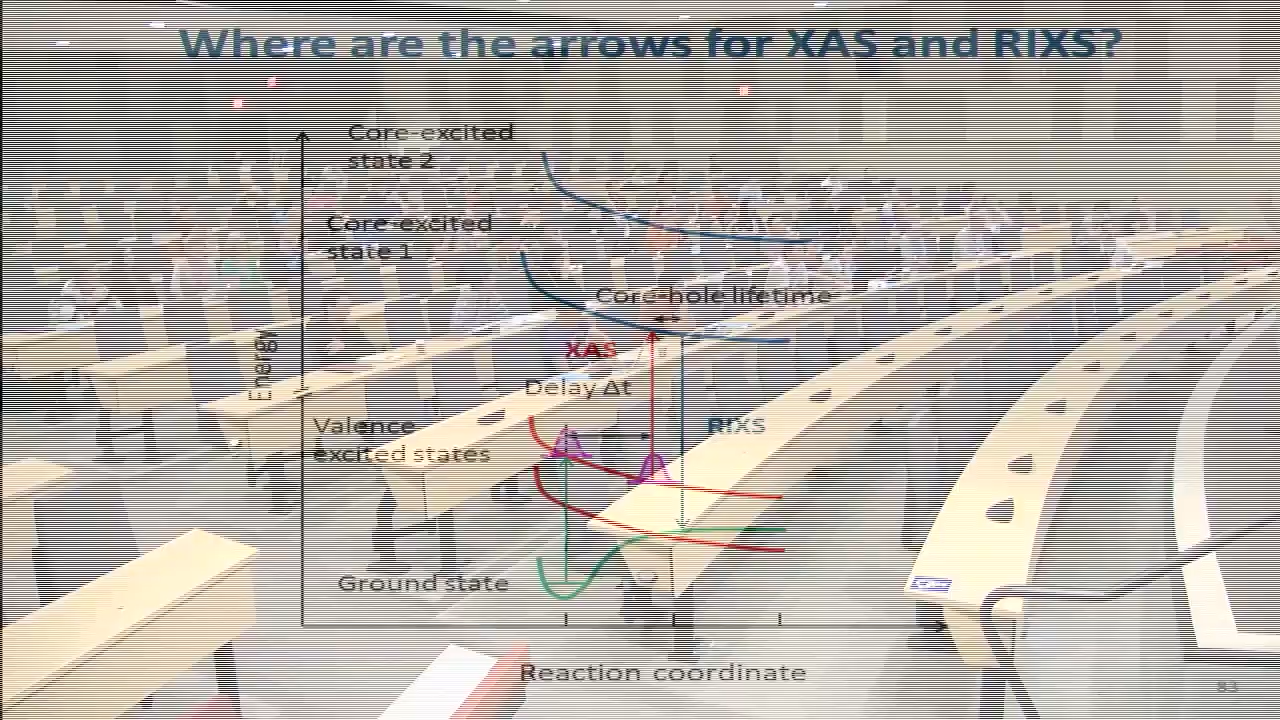 Where are the arrows for XAS and RIXS?
Core-excited
state 2
Core-excited
state 1
Core-hole lifetime
XAS
Energy
Delay Δt
Valence
RIXS
excited states
Ground state
Reaction coordinate
83